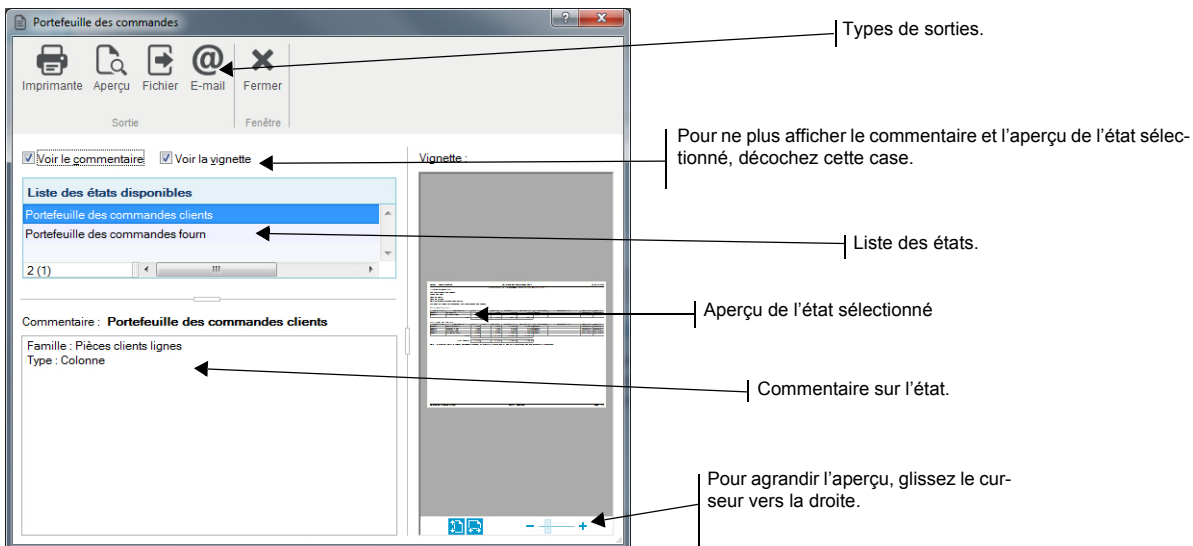 Portefeuille des commandes
Types de sorties.
Imprimante Aperçu Fichier E-mail Fermer
Sortie Fenêtre
Pour ne plus afficher le commentaire et l'aperçu de l'état sélec-
tionné, décochez cette case.
Voir le commentaire Voir la vignette
Vignette :
Liste des états disponibles
Portefeuille des commandes clients
Portefeuille des commandes fourn
Liste des états.
2 (1)
Aperçu de l'état sélectionné
Commentaire : Portefeuille des commandes clients
Famille : Pièces clients lignes
Type : Colonne
Commentaire sur l'état.
Pour agrandir l'aperçu, glissez le cur-
seur vers la droite.